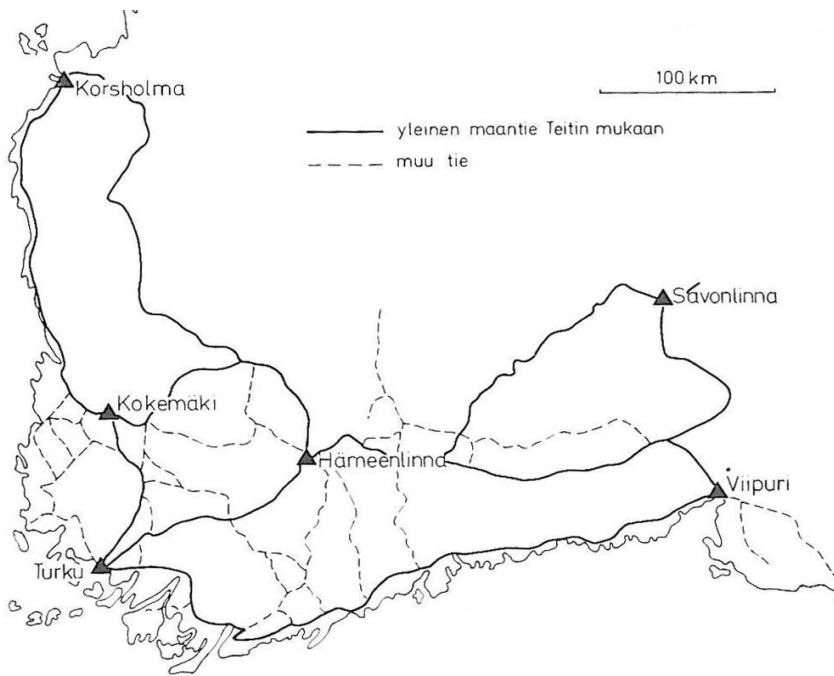 Korsholma
100 km
yleinen maantie Teitin mukaan
muu tie
Savonlinna
Kokemäki
Hämeenlinna
Viipuri
Turku